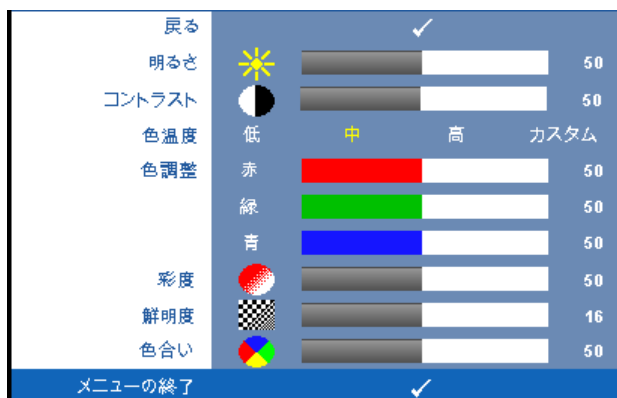 戻る
明るさ 50
コントラスト 50
色温度 低 中 高 カスタム
色調整 赤 50
緑 50
青 50
彩度 50
鮮明度 16
色合い 50
メニューの終了